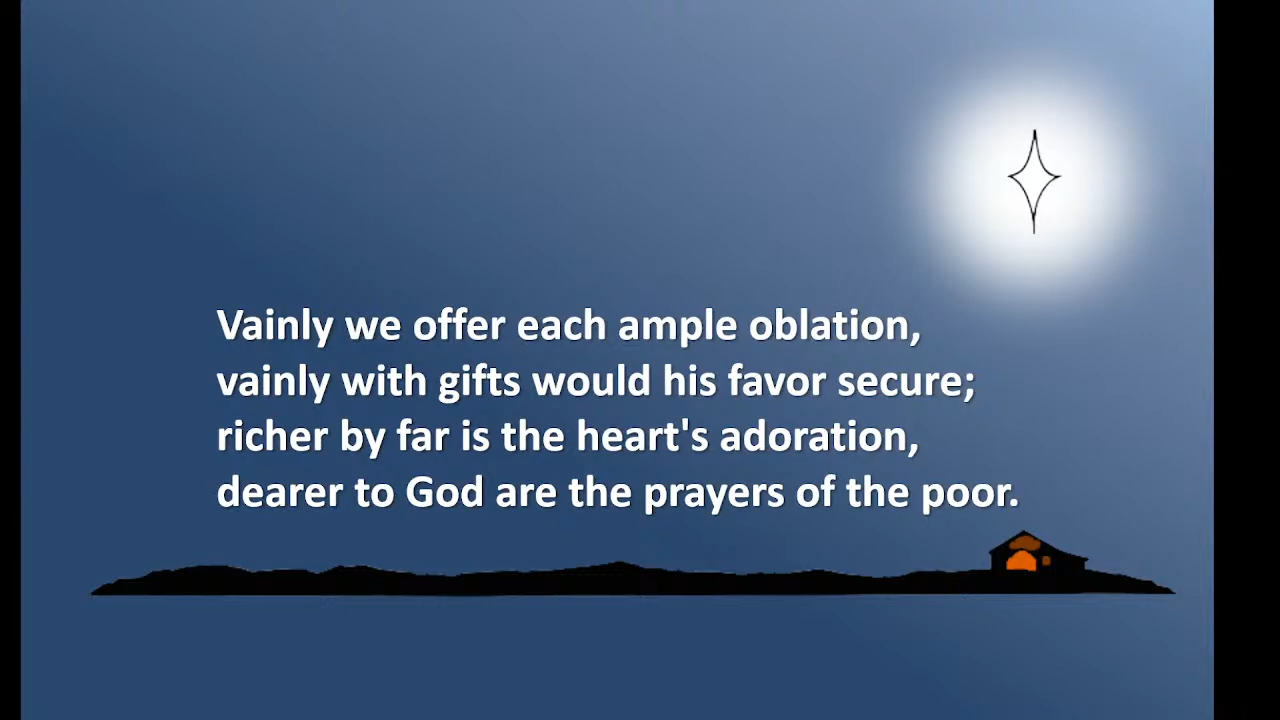 Vainly we offer each ample oblation,
vainly with gifts would his favor secure;
richer by far is the heart's adoration,
dearer to God are the prayers of the poor.